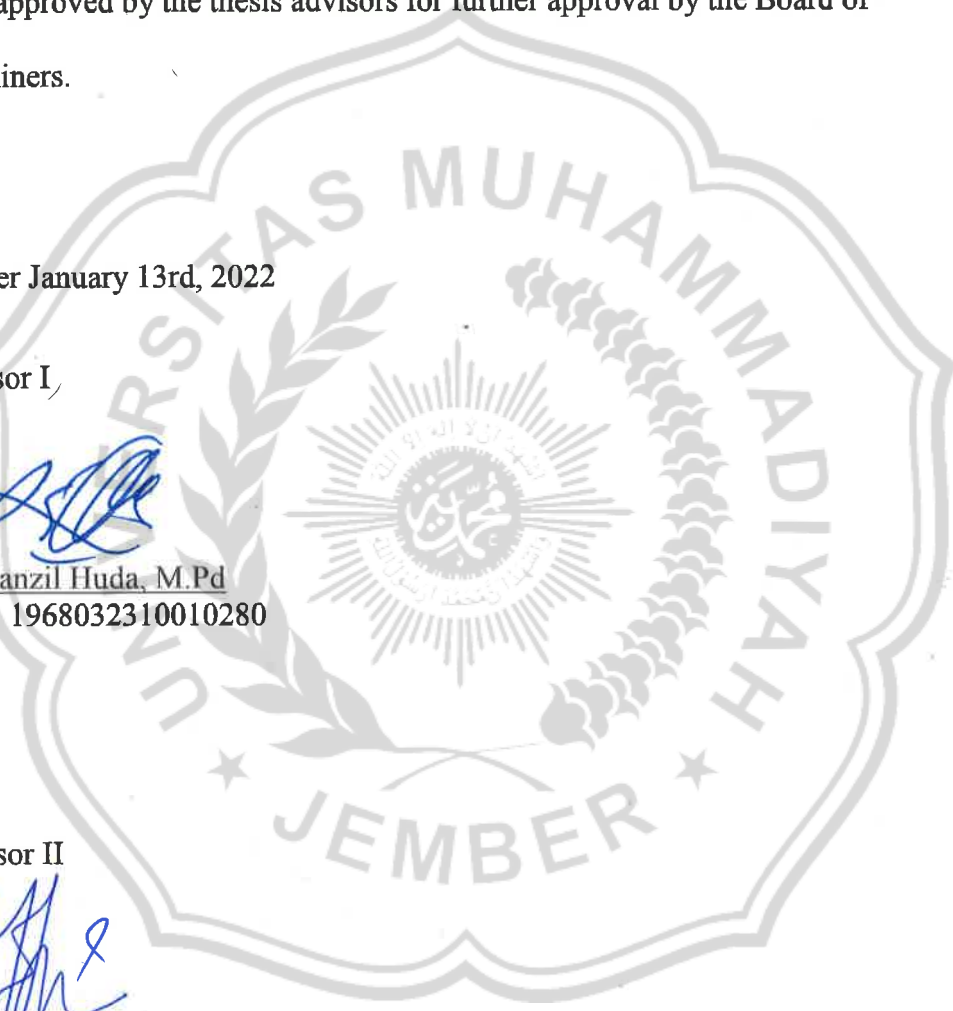 approved by the thesis advisors for further approval by the Board of
iners.
er January 13rd, 2022
sor I
anzil Huda, M.Pd
1968032310010280
sor II
UNIVERSITAS MUHAMMADIYAH
JEMBER